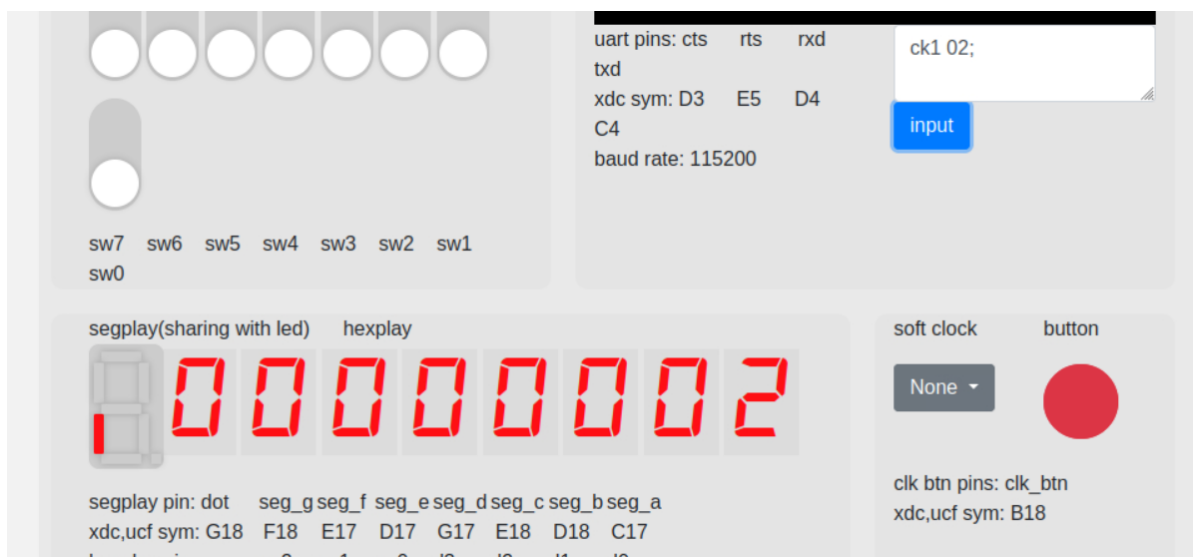 uart pins: cts rts rxd
txd
xdc sym: D3 E5 D4
C4
baud rate: 115200
ck1 02;
input
sw7 sw6 sw5 sw4 sw3 sw2 sw1
sw0
segplay(sharing with led) hexplay
00000002
segplay pin: dot seg_g seg_f seg_e seg_d seg_c seg_b seg_a
xdc,ucf sym: G18 F18 E17 D17 G17 E18 D18 C17
soft clock button
None
clk btn pins: clk_btn
xdc,ucf sym: B18